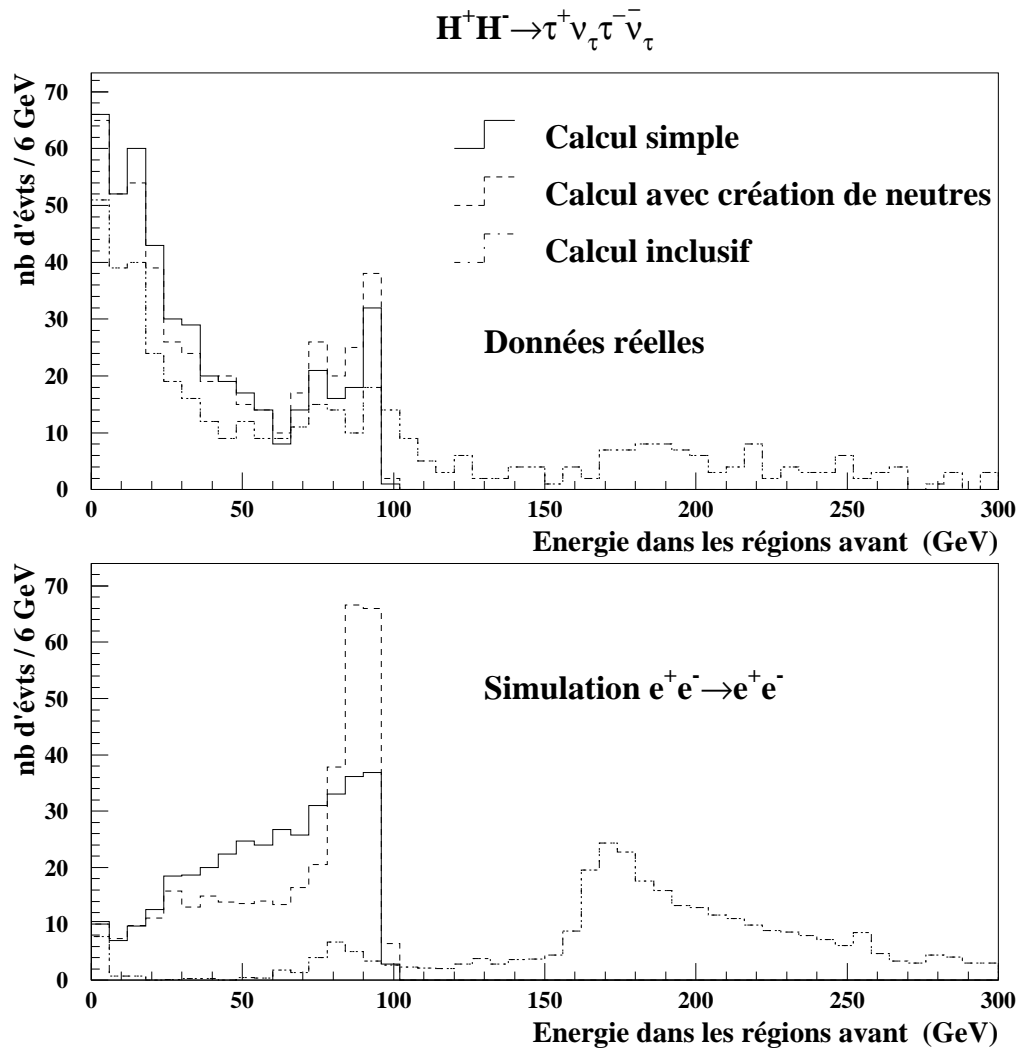 H⁺H⁻→τ⁺ν_τ τ⁻ν̄_τ
nb d'évts / 6 GeV
70
60
50
40
30
20
10
0
Calcul simple
Calcul avec création de neutres
Calcul inclusif
Données réelles
0 50 100 150 200 250 300
Energie dans les régions avant (GeV)
nb d'évts / 6 GeV
70
60
50
40
30
20
10
0
Simulation e⁺e⁻→e⁺e⁻
0 50 100 150 200 250 300
Energie dans les régions avant (GeV)